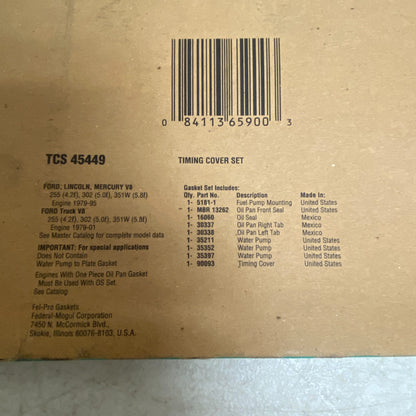 0 84113 65900 3
TCS 45449
TIMING COVER SET
FORD, LINCOLN, MERCURY V8
255 (4.2ℓ), 302 (5.0ℓ), 351W (5.8ℓ)
Engine 1979-95
FORD Truck V8
255 (4.2ℓ), 302 (5.0ℓ), 351W (5.8ℓ)
Engine 1979-01
See Master Catalog for complete model data
IMPORTANT: For special applications
Does Not Contain
Water Pump to Plate Gasket
Engines With One Piece Oil Pan Gasket
Must Be Used With OS Set.
See Catalog
Fel-Pro Gaskets
Federal-Mogul Corporation
7450 N. McCormick Blvd.,
Skokie, Illinois 60076-8103, U.S.A.
Gasket Set Includes:
Qty. Part No. Description Made In:
1- 5181-1 Fuel Pump Mounting United States
1- MBR 13262 Oil Pan Front Seal United States
1- 16060 Oil Seal Mexico
1- 30337 Oil Pan Right Tab Mexico
1- 30338 Oil Pan Left Tab Mexico
1- 35211 Water Pump United States
1- 35352 Water Pump United States
1- 35397 Water Pump United States
1- 90093 Timing Cover United States